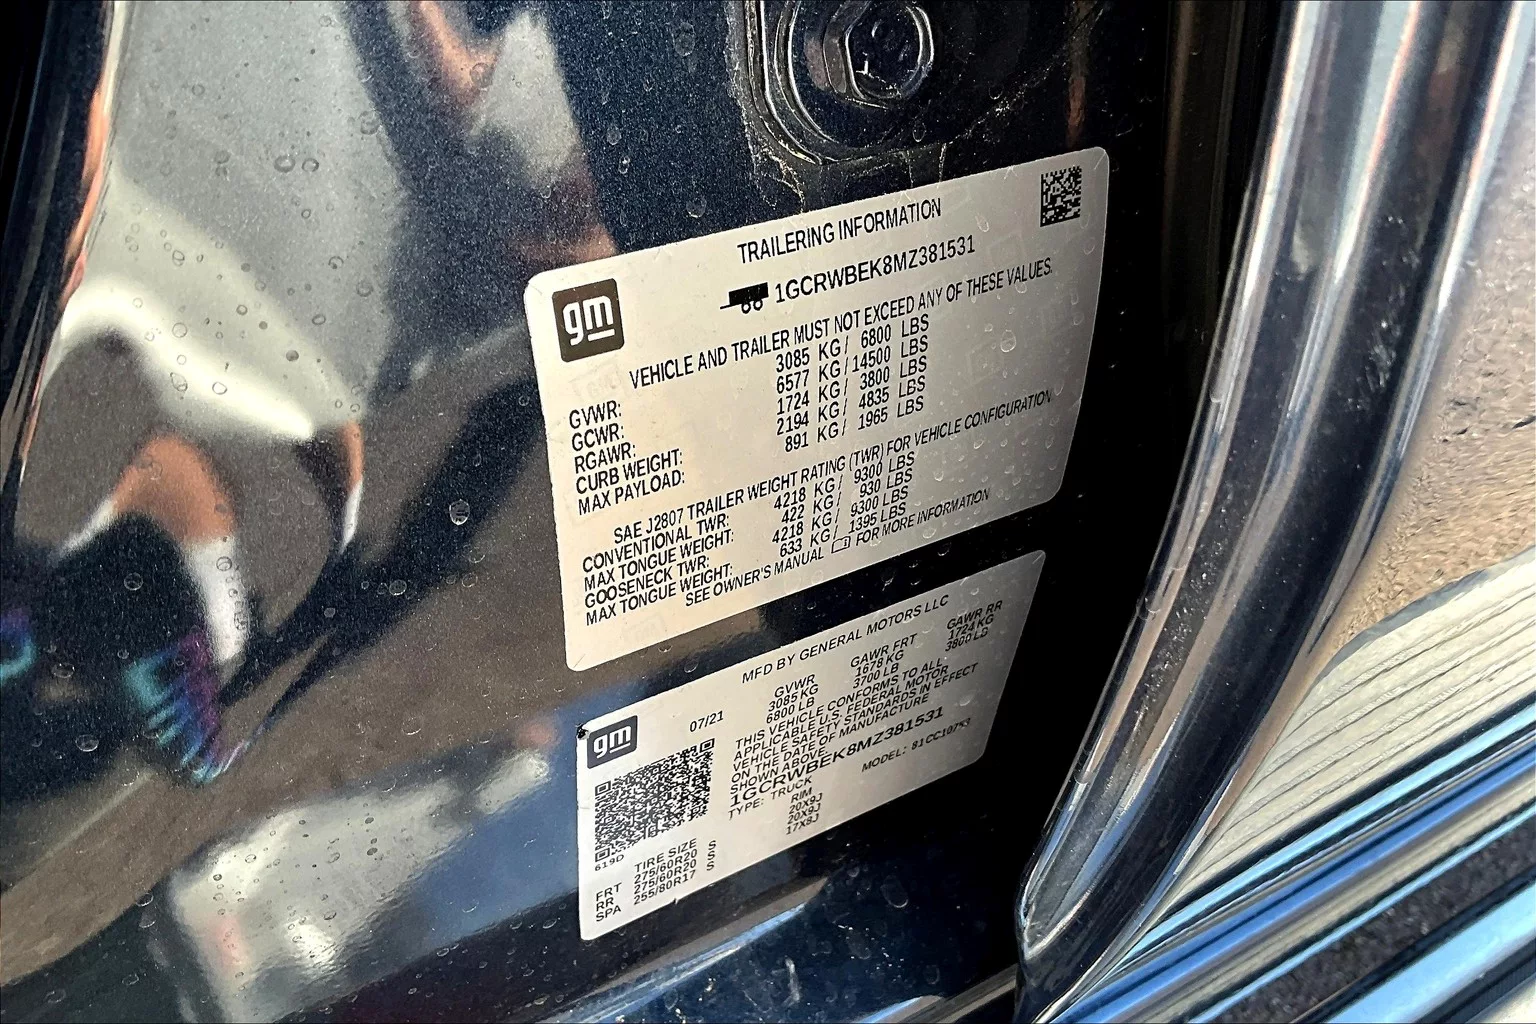 TRAILERING INFORMATION
gm
1GCRWBEK8MZ381531
VEHICLE AND TRAILER MUST NOT EXCEED ANY OF THESE VALUES.
GVWR: 3085 KG/ 6800 LBS
GCWR: 6577 KG/ 14500 LBS
RGAWR: 1724 KG/ 3800 LBS
CURB WEIGHT: 2194 KG/ 4835 LBS
MAX PAYLOAD: 891 KG/ 1965 LBS
SAE J2807 TRAILER WEIGHT RATING (TWR) FOR VEHICLE CONFIGURATION
CONVENTIONAL TWR: 4218 KG/ 9300 LBS
MAX TONGUE WEIGHT: 422 KG/ 930 LBS
GOOSENECK TWR: 4218 KG/ 9300 LBS
MAX TONGUE WEIGHT: 633 KG/ 1395 LBS
SEE OWNER'S MANUAL FOR MORE INFORMATION
MFD BY GENERAL MOTORS LLC
gm
07/21
GVWR GAWR FRT GAWR RR
3085 KG 1678 KG 1724 KG
6800 LB 3700 LB 3800 LB
THIS VEHICLE CONFORMS TO ALL
APPLICABLE U.S. FEDERAL MOTOR
VEHICLE SAFETY STANDARDS IN EFFECT
ON THE DATE OF MANUFACTURE
SHOWN ABOVE.
1GCRWBEK8MZ381531
TYPE: TRUCK MODEL:
619D
TIRE SIZE RIM
FRT 275/60R20 S 20X9J
RR 275/60R20 S 20X9J
SPA 255/80R17 S 17X8J